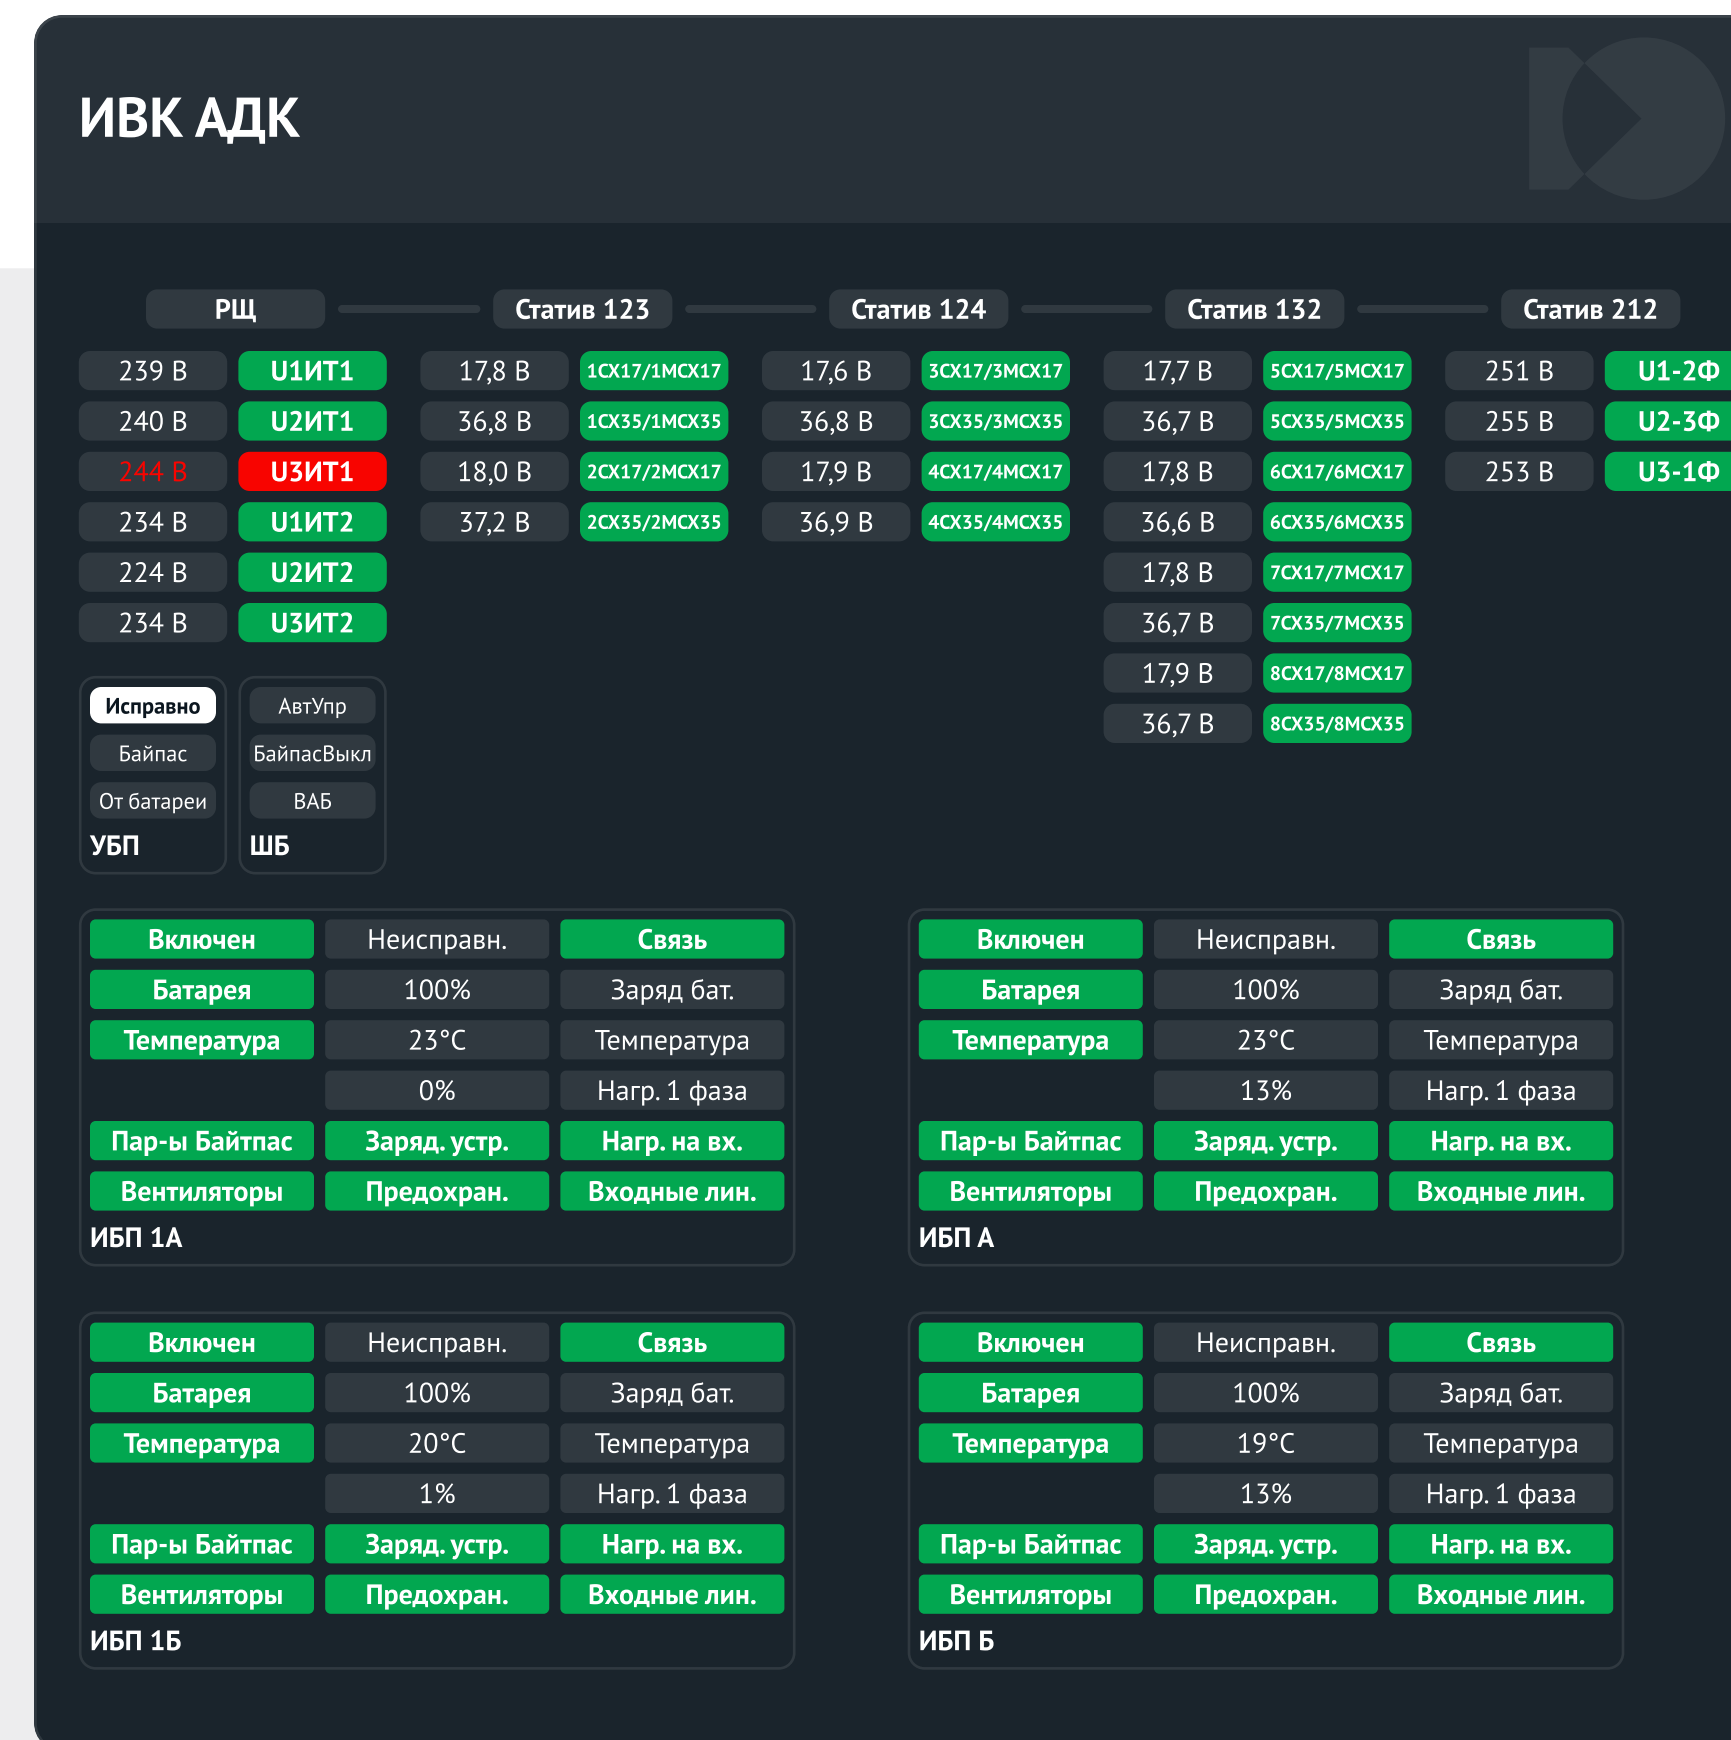 ИВК АДК
РЩ Статив 123 Статив 124 Статив 132 Статив 212
239 В U1ИТ1 17,8 В 1СХ17/1МСХ17 17,6 В 3СХ17/3МСХ17 17,7 В 5СХ17/5МСХ17 251 В U1-2Ф
240 В U2ИТ1 36,8 В 1СХ35/1МСХ35 36,8 В 3СХ35/3МСХ35 36,7 В 5СХ35/5МСХ35 255 В U2-3Ф
244 В U3ИТ1 18,0 В 2СХ17/2МСХ17 17,9 В 4СХ17/4МСХ17 17,8 В 6СХ17/6МСХ17 253 В U3-1Ф
234 В U1ИТ2 37,2 В 2СХ35/2МСХ35 36,9 В 4СХ35/4МСХ35 36,6 В 6СХ35/6МСХ35
224 В U2ИТ2 17,8 В 7СХ17/7МСХ17
234 В U3ИТ2 36,7 В 7СХ35/7МСХ35
17,9 В 8СХ17/8МСХ17
36,7 В 8СХ35/8МСХ35
Исправно АвтУпр
Байпас БайпасВыкл
От батареи ВАБ
УБП ШБ
Включен Неисправн. Связь
Батарея 100% Заряд бат.
Температура 23°С Температура
0% Нагр. 1 фаза
Пар-ы Байтпас Заряд. устр. Нагр. на вх.
Вентиляторы Предохран. Входные лин.
ИБП 1А
Включен Неисправн. Связь
Батарея 100% Заряд бат.
Температура 23°С Температура
13% Нагр. 1 фаза
Пар-ы Байтпас Заряд. устр. Нагр. на вх.
Вентиляторы Предохран. Входные лин.
ИБП А
Включен Неисправн. Связь
Батарея 100% Заряд бат.
Температура 20°С Температура
1% Нагр. 1 фаза
Пар-ы Байтпас Заряд. устр. Нагр. на вх.
Вентиляторы Предохран. Входные лин.
ИБП 1Б
Включен Неисправн. Связь
Батарея 100% Заряд бат.
Температура 19°С Температура
13% Нагр. 1 фаза
Пар-ы Байтпас Заряд. устр. Нагр. на вх.
Вентиляторы Предохран. Входные лин.
ИБП Б